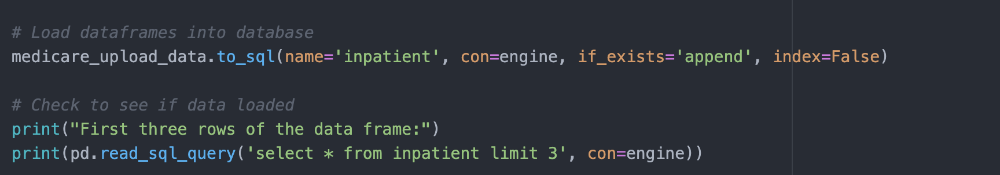 # Load dataframes into database
medicare_upload_data.to_sql(name='inpatient', con=engine, if_exists='append', index=False)
# Check to see if data loaded
print("First three rows of the data frame:")
print(pd.read_sql_query('select * from inpatient limit 3', con=engine))